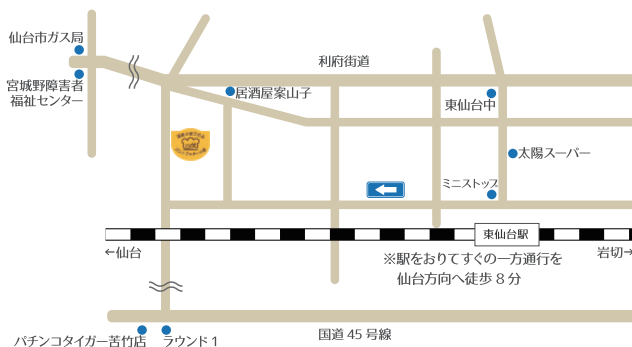 仙台市ガス局
利府街道
宮城野障害者
福祉センター
居酒屋案山子
東仙台中
太陽スーパー
ミニストップ
東仙台駅
←仙台
岩切→
※駅をおりてすぐの一方通行を
仙台方向へ徒歩8分
国道45号線
パチンコタイガー苦竹店
ラウンド1